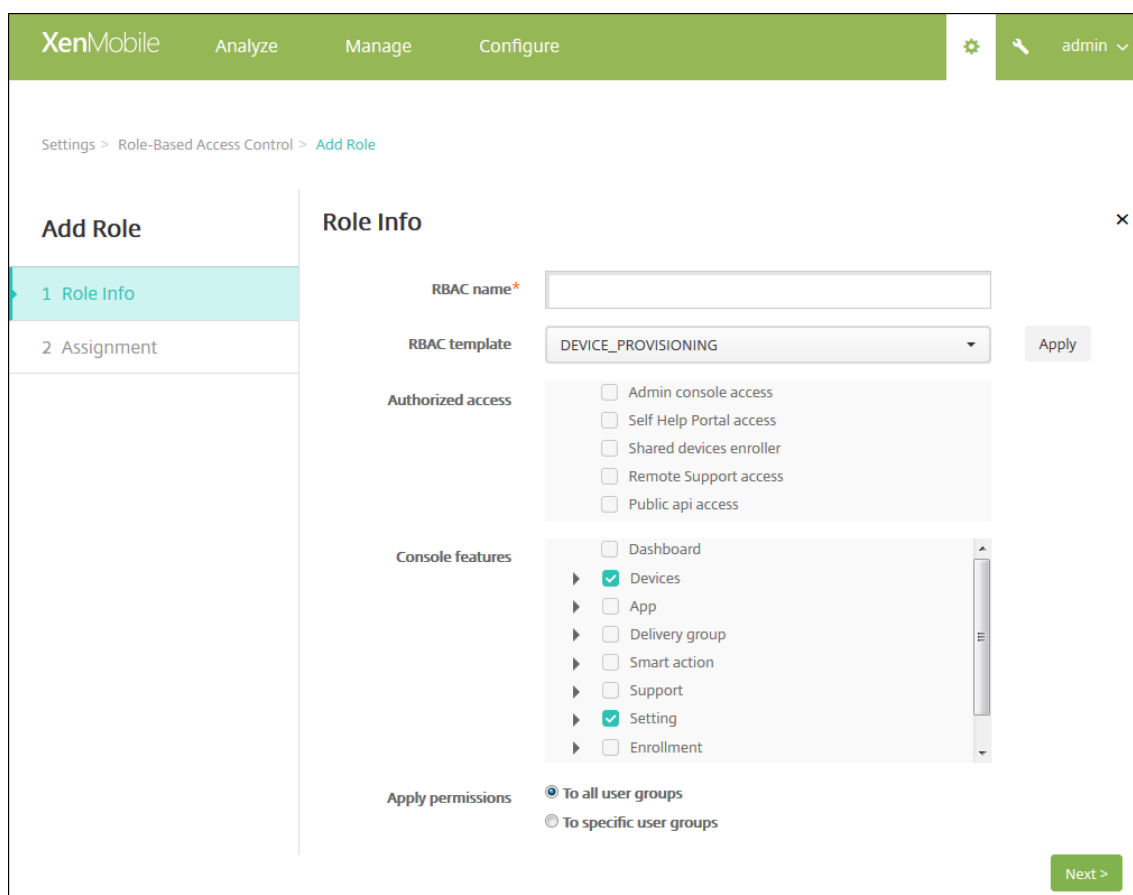 XenMobile Analyze Manage Configure admin
Settings > Role-Based Access Control > Add Role
Add Role
1 Role Info
2 Assignment
Role Info
RBAC name*
RBAC template DEVICE_PROVISIONING Apply
Authorized access
Admin console access
Self Help Portal access
Shared devices enroller
Remote Support access
Public api access
Console features
Dashboard
Devices
App
Delivery group
Smart action
Support
Setting
Enrollment
Apply permissions
To all user groups
To specific user groups
Next >